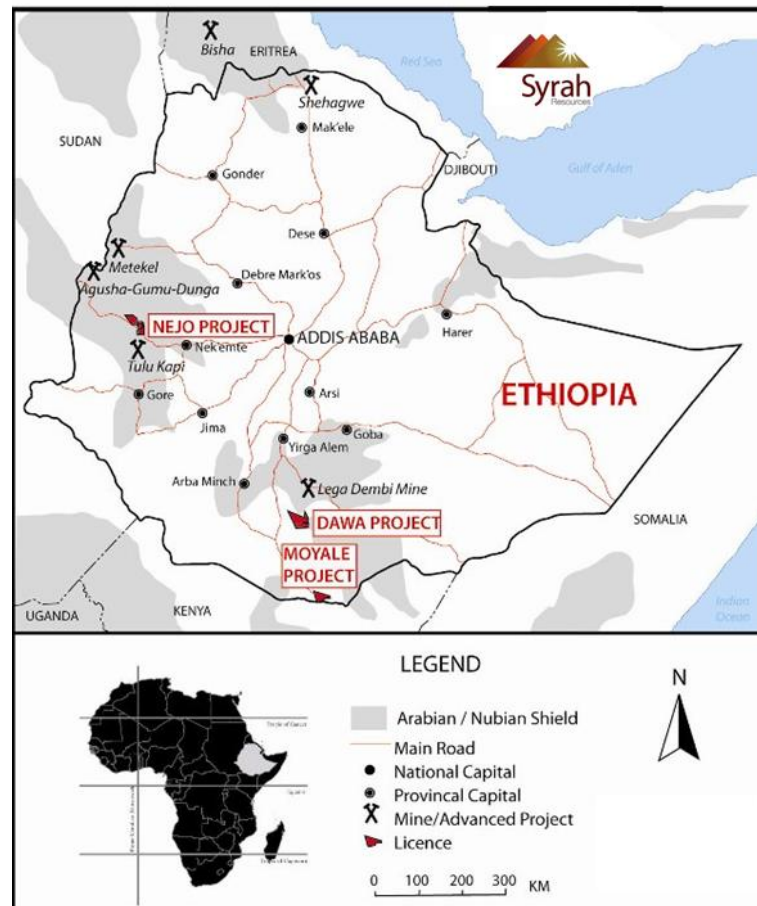 Bisha
ERITREA
Syrah
Resources
Red Sea
Shehagwe
Mak'ele
SUDAN
Gonder
DJIBOUTI
Gulf of Aden
Dese
Metekel
Agusha-Gumu-Dunga
Debre Mark'os
NEJO PROJECT
Harer
ADDIS ABABA
Nek'emte
Tulu Kapi
Gore
Arsi
ETHIOPIA
Jima
Goba
Yirga Alem
Arba Minch
Lega Dembi Mine
DAWA PROJECT
SOMALIA
MOYALE
PROJECT
UGANDA
KENYA
Indian
Ocean
LEGEND
N
Arabian / Nubian Shield
Main Road
National Capital
Provincal Capital
Mine/Advanced Project
Licence
0 100 200 300
KM